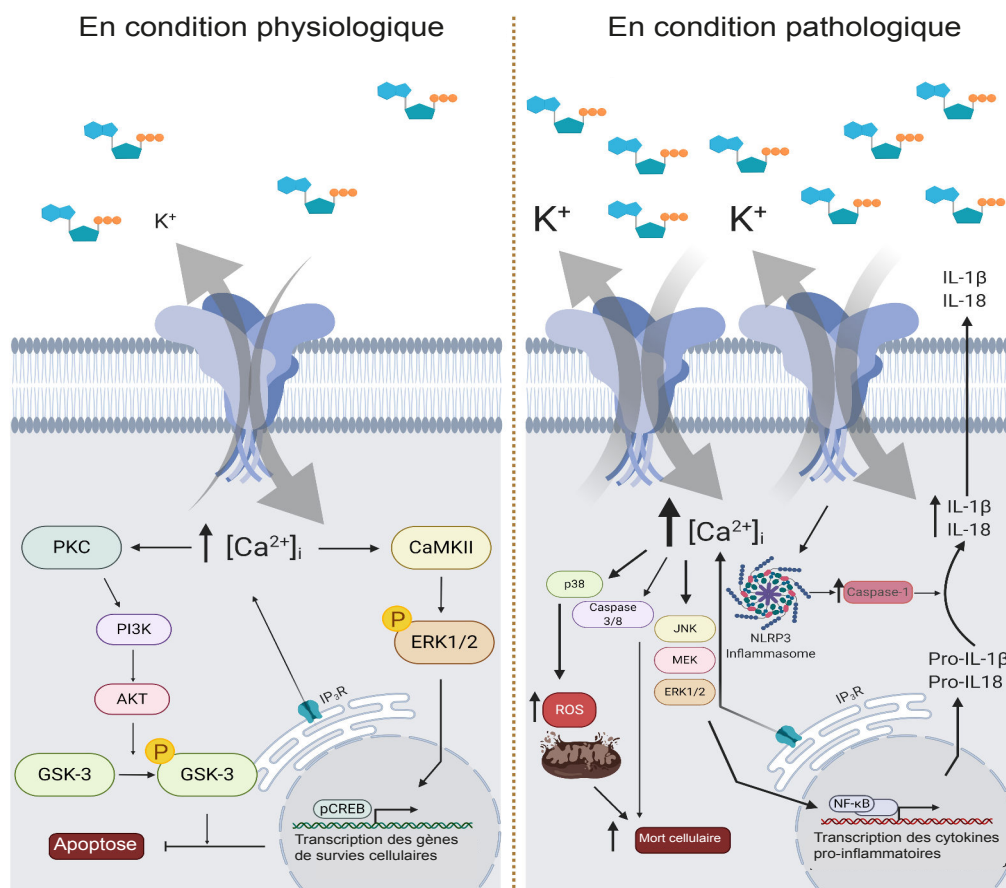 En condition physiologique
K⁺
PKC
[Ca²⁺]ᵢ
CaMKII
PI3K
P
ERK1/2
AKT
IP₃R
P
GSK-3
GSK-3
pCREB
Apoptose
Transcription des gènes
de survies cellulaires
En condition pathologique
K⁺
K⁺
IL-1β
IL-18
IL-1β
IL-18
[Ca²⁺]ᵢ
p38
Caspase
3/8
JNK
MEK
ERK1/2
NLRP3
Inflammasome
Caspase-1
Pro-IL-1β
Pro-IL18
IP₃R
ROS
NF-κB
Mort cellulaire
Transcription des cytokines
pro-inflammatoires